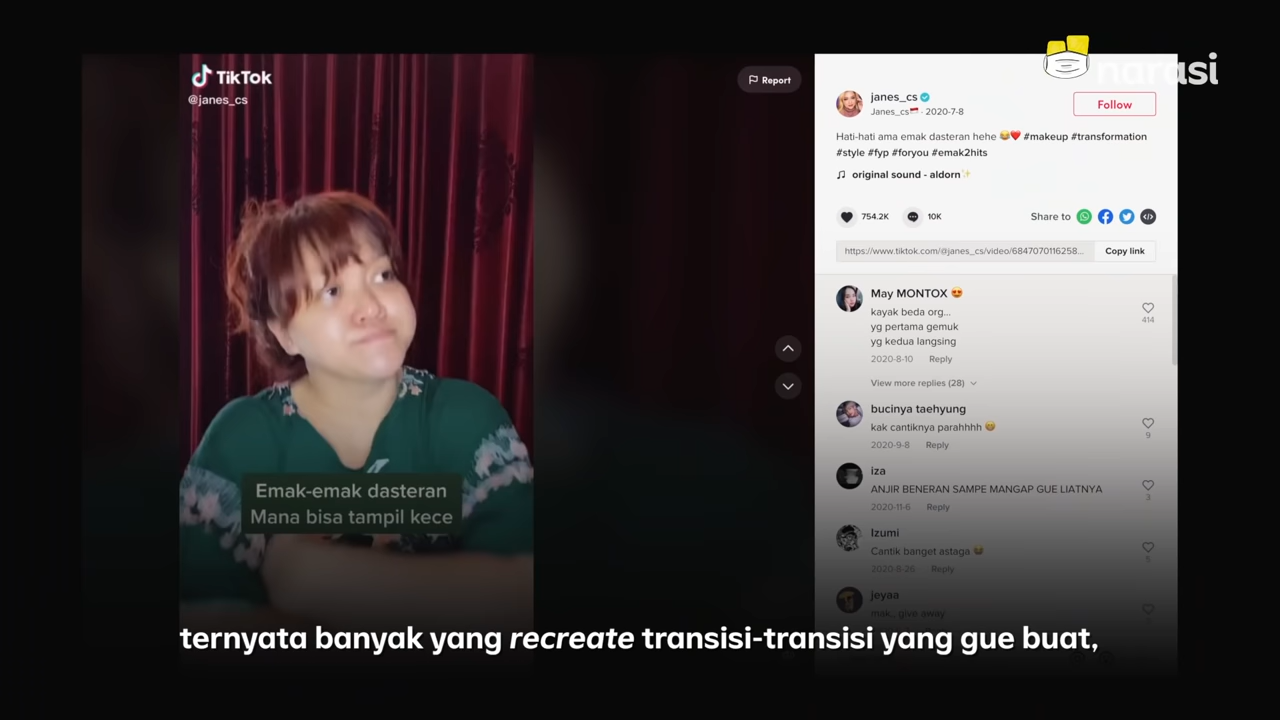 TikTok
@janes_cs
Report
narasi
janes_cs
Janes_cs · 2020-7-8
Follow
Hati-hati ama emak dasteran hehe 😂❤️ #makeup #transformation
#style #fyp #foryou #emak2hits
original sound - aldorn✨
754.2K
10K
Share to
https://www.tiktok.com/@janes_cs/video/6847070116258...
Copy link
May MONTOX 😍
kayak beda org...
yg pertama gemuk
yg kedua langsing
2020-8-10 Reply
414
View more replies (28)
bucinya taehyung
kak cantiknya parahhhh 😁
2020-9-8 Reply
9
iza
ANJIR BENERAN SAMPE MANGAP GUE LIATNYA
2020-11-6 Reply
3
Izumi
Cantik banget astaga
2020-8-26 Reply
jeyaa
mak.. give away
Emak-emak dasteran
Mana bisa tampil kece
ternyata banyak yang recreate transisi-transisi yang gue buat,